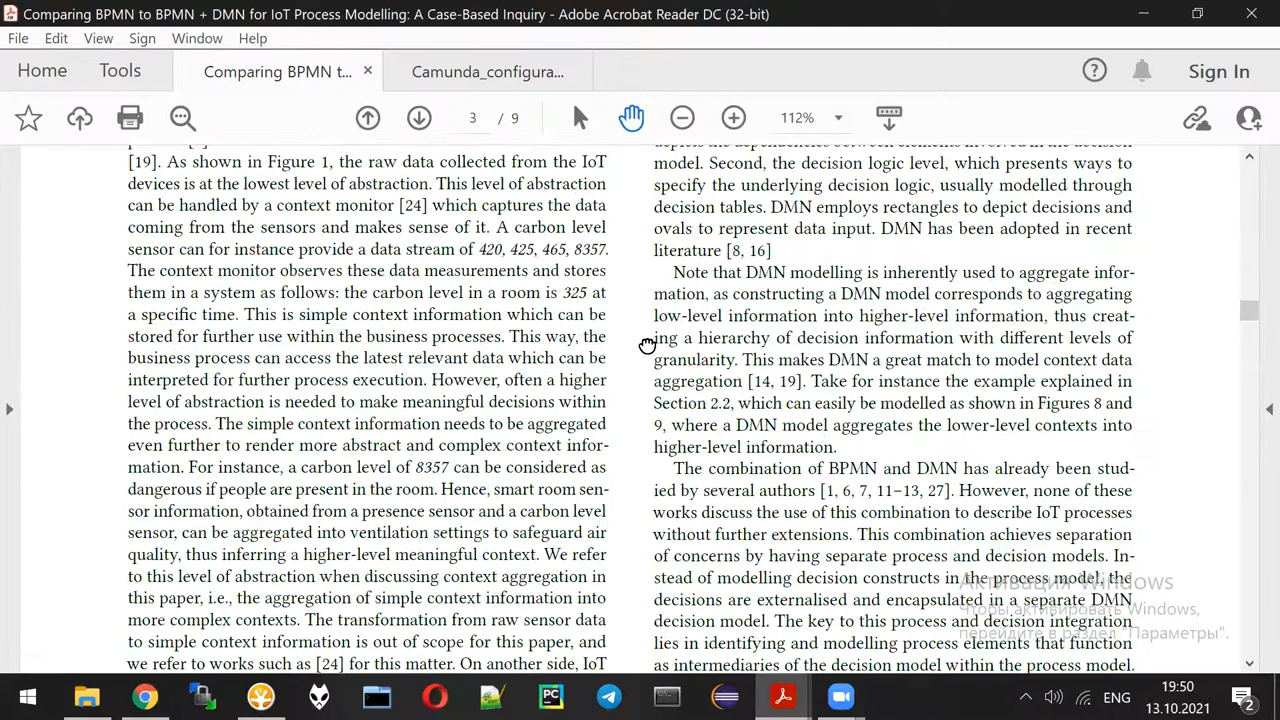 Comparing BPMN to BPMN + DMN for IoT Process Modelling: A Case-Based Inquiry - Adobe Acrobat Reader DC (32-bit)
File Edit View Sign Window Help
Home Tools Comparing BPMN t... Camunda_configura... Sign In
3 / 9 112%
[19]. As shown in Figure 1, the raw data collected from the IoT
devices is at the lowest level of abstraction. This level of abstraction
can be handled by a context monitor [24] which captures the data
coming from the sensors and makes sense of it. A carbon level
sensor can for instance provide a data stream of 420, 425, 465, 8357.
The context monitor observes these data measurements and stores
them in a system as follows: the carbon level in a room is 325 at
a specific time. This is simple context information which can be
stored for further use within the business processes. This way, the
business process can access the latest relevant data which can be
interpreted for further process execution. However, often a higher
level of abstraction is needed to make meaningful decisions within
the process. The simple context information needs to be aggregated
even further to render more abstract and complex context infor-
mation. For instance, a carbon level of 8357 can be considered as
dangerous if people are present in the room. Hence, smart room sen-
sor information, obtained from a presence sensor and a carbon level
sensor, can be aggregated into ventilation settings to safeguard air
quality, thus inferring a higher-level meaningful context. We refer
to this level of abstraction when discussing context aggregation in
this paper, i.e., the aggregation of simple context information into
more complex contexts. The transformation from raw sensor data
to simple context information is out of scope for this paper, and
we refer to works such as [24] for this matter. On another side, IoT
depicts the dependencies between elements involved in the decision
model. Second, the decision logic level, which presents ways to
specify the underlying decision logic, usually modelled through
decision tables. DMN employs rectangles to depict decisions and
ovals to represent data input. DMN has been adopted in recent
literature [8, 16]
Note that DMN modelling is inherently used to aggregate infor-
mation, as constructing a DMN model corresponds to aggregating
low-level information into higher-level information, thus creat-
ing a hierarchy of decision information with different levels of
granularity. This makes DMN a great match to model context data
aggregation [14, 19]. Take for instance the example explained in
Section 2.2, which can easily be modelled as shown in Figures 8 and
9, where a DMN model aggregates the lower-level contexts into
higher-level information.
The combination of BPMN and DMN has already been stud-
ied by several authors [1, 6, 7, 11–13, 27]. However, none of these
works discuss the use of this combination to describe IoT processes
without further extensions. This combination achieves separation
of concerns by having separate process and decision models. In-
stead of modelling decision constructs in the process model, the
decisions are externalised and encapsulated in a separate DMN
decision model. The key to this process and decision integration
lies in identifying and modelling process elements that function
as intermediaries of the decision model within the process model.
Активация Windows
Чтобы активировать Windows,
перейдите в раздел "Параметры".
PC
ENG
19:50
13.10.2021
2